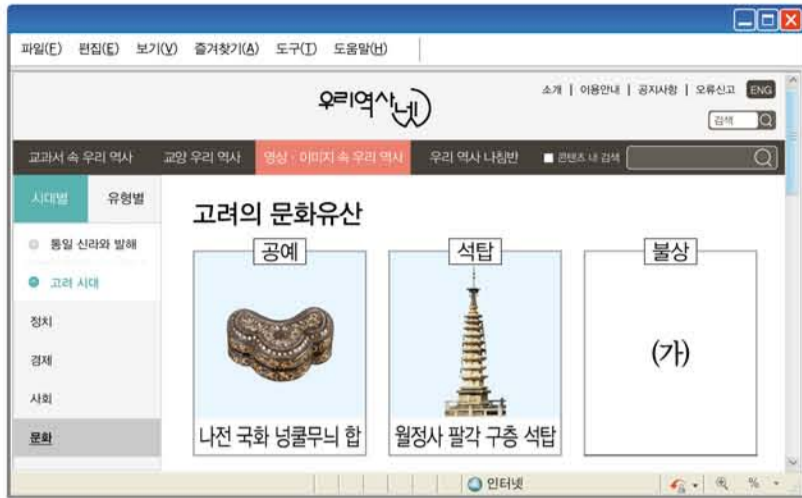 파일(F) 편집(E) 보기(V) 즐겨찾기(A) 도구(T) 도움말(H)
우리역사넷
소개 | 이용안내 | 공지사항 | 오류신고 ENG
검색
교과서 속 우리 역사 교양 우리 역사 영상·이미지 속 우리 역사 우리 역사 나침반 콘텐츠 내 검색
시대별 유형별
통일 신라와 발해
고려 시대
정치
경제
사회
문화
고려의 문화유산
공예 석탑 불상
(가)
나전 국화 넝쿨무늬 합 월정사 팔각 구층 석탑
인터넷 %